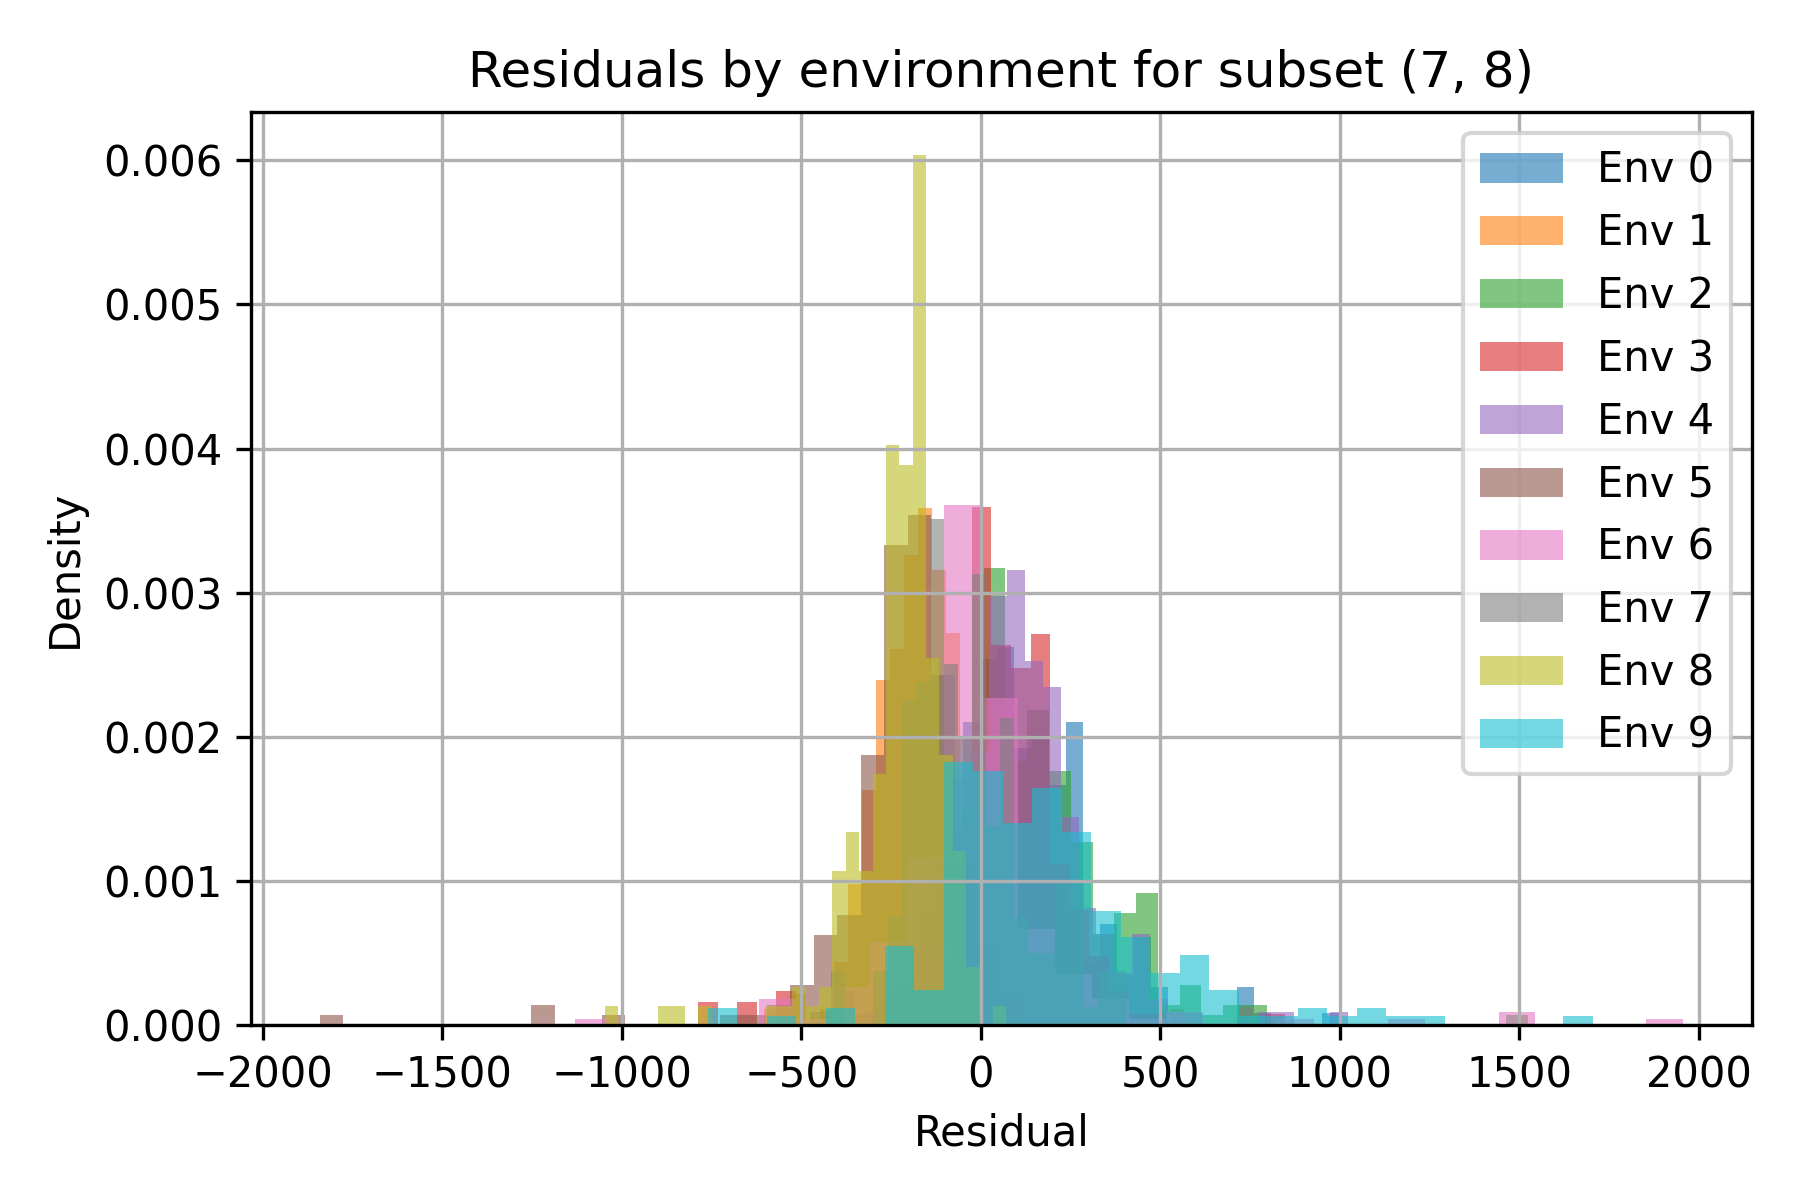 Residuals by environment for subset (7, 8)
0.006
0.005
0.004
0.003
0.002
0.001
0.000
Density
Env 0
Env 1
Env 2
Env 3
Env 4
Env 5
Env 6
Env 7
Env 8
Env 9
−2000 −1500 −1000 −500 0 500 1000 1500 2000
Residual